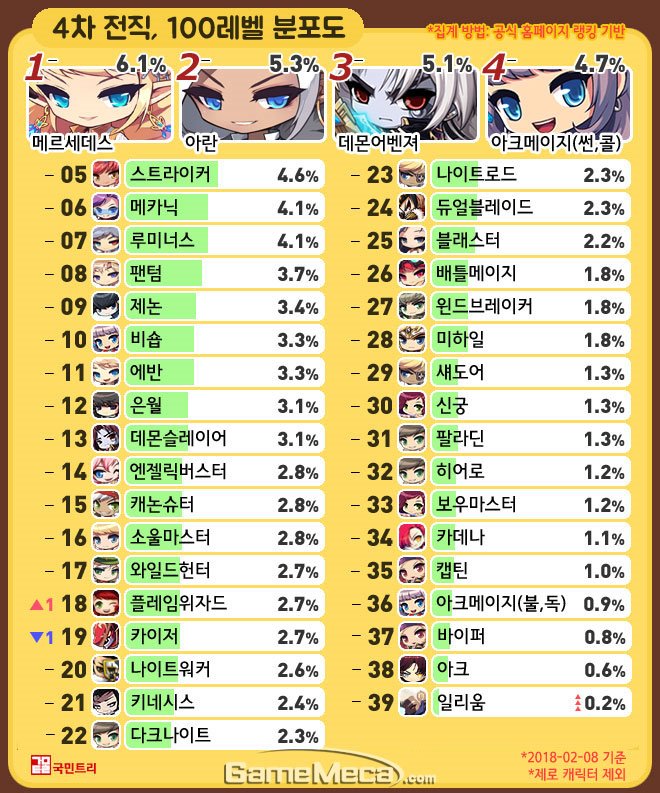 4차 전직, 100레벨 분포도
*집계 방법: 공식 홈페이지 랭킹 기반
1 6.1%
메르세데스
2 5.3%
아란
3 5.1%
데몬어벤져
4 4.7%
아크메이지(썬,콜)
05 스트라이커 4.6%
06 메카닉 4.1%
07 루미너스 4.1%
08 팬텀 3.7%
09 제논 3.4%
10 비숍 3.3%
11 에반 3.3%
12 은월 3.1%
13 데몬슬레이어 3.1%
14 엔젤릭버스터 2.8%
15 캐논슈터 2.8%
16 소울마스터 2.8%
17 와일드헌터 2.7%
▲1 18 플레임위자드 2.7%
▼1 19 카이저 2.7%
20 나이트워커 2.6%
21 키네시스 2.4%
22 다크나이트 2.3%
23 나이트로드 2.3%
24 듀얼블레이드 2.3%
25 블래스터 2.2%
26 배틀메이지 1.8%
27 윈드브레이커 1.8%
28 미하일 1.8%
29 섀도어 1.3%
30 신궁 1.3%
31 팔라딘 1.3%
32 히어로 1.2%
33 보우마스터 1.2%
34 카데나 1.1%
35 캡틴 1.0%
36 아크메이지(불,독) 0.9%
37 바이퍼 0.8%
38 아크 0.6%
39 일리움 0.2%
국민트리
*2018-02-08 기준
*제로 캐릭터 제외
GameMeca.com